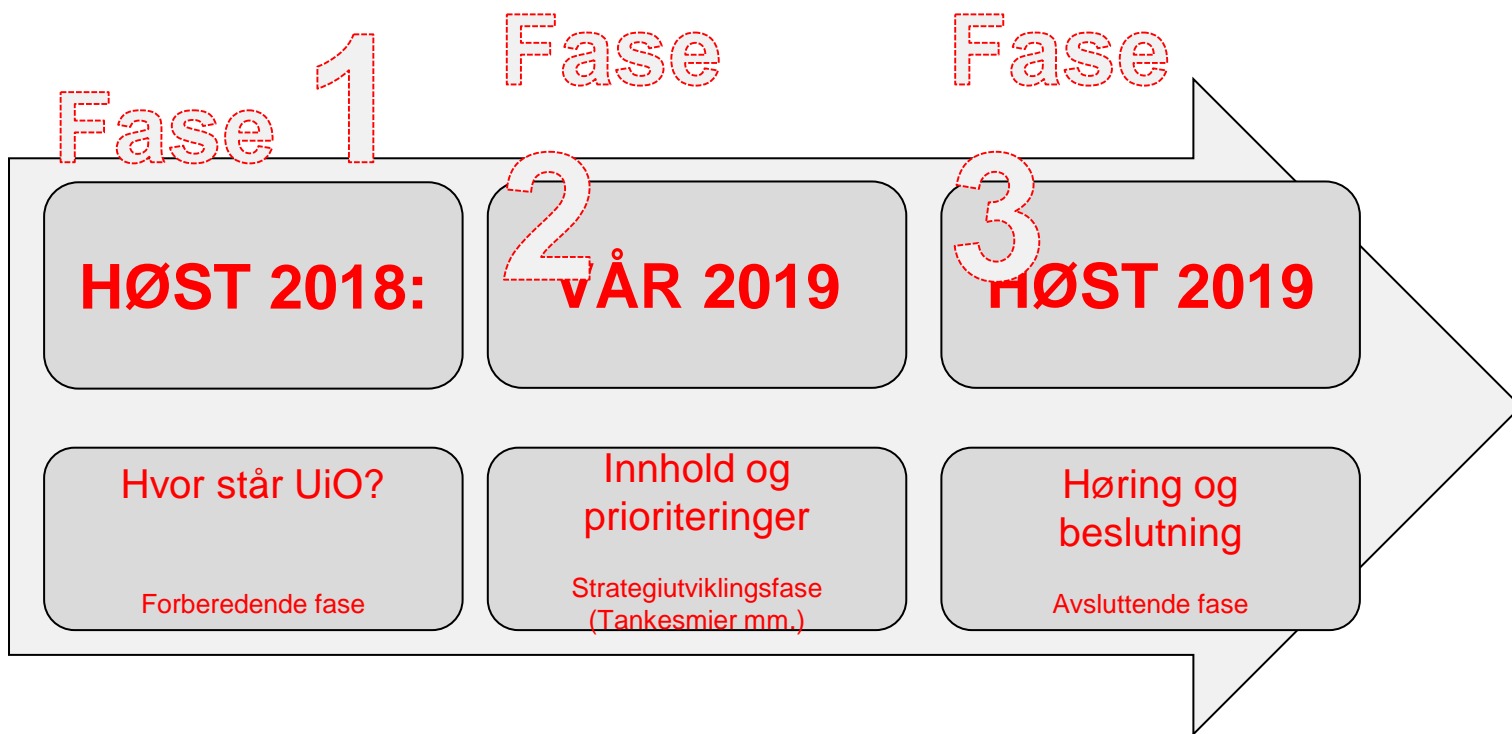 Fase 1
HØST 2018:
Hvor står UiO?
Forberedende fase
Fase
2
VÅR 2019
Innhold og
prioriteringer
Strategiutviklingsfase
(Tankesmier mm.)
Fase
3
HØST 2019
Høring og
beslutning
Avsluttende fase